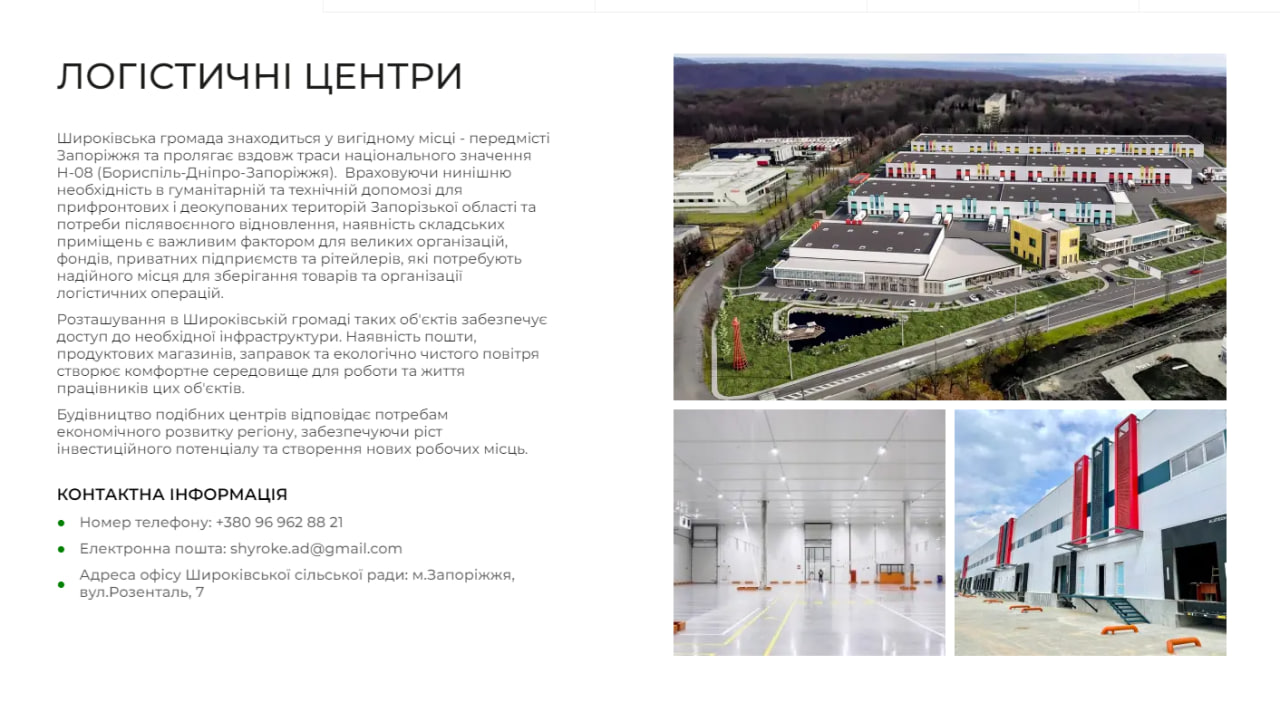 ЛОГІСТИЧНІ ЦЕНТРИ
Широківська громада знаходиться у вигідному місці - передмісті
Запоріжжя та пролягає вздовж траси національного значення
Н-08 (Бориспіль-Дніпро-Запоріжжя). Враховуючи нинішню
необхідність в гуманітарній та технічній допомозі для
прифронтових і деокупованих територій Запорізької області та
потреби післявоєнного відновлення, наявність складських
приміщень є важливим фактором для великих організацій,
фондів, приватних підприємств та рітейлерів, які потребують
надійного місця для зберігання товарів та організації
логістичних операцій.
Розташування в Широківській громаді таких об'єктів забезпечує
доступ до необхідної інфраструктури. Наявність пошти,
продуктових магазинів, заправок та екологічно чистого повітря
створює комфортне середовище для роботи та життя
працівників цих об'єктів.
Будівництво подібних центрів відповідає потребам
економічного розвитку регіону, забезпечуючи ріст
інвестиційного потенціалу та створення нових робочих місць.
КОНТАКТНА ІНФОРМАЦІЯ
Номер телефону: +380 96 962 88 21
Електронна пошта: shyroke.ad@gmail.com
Адреса офісу Широківської сільської ради: м.Запоріжжя,
вул.Розенталь, 7